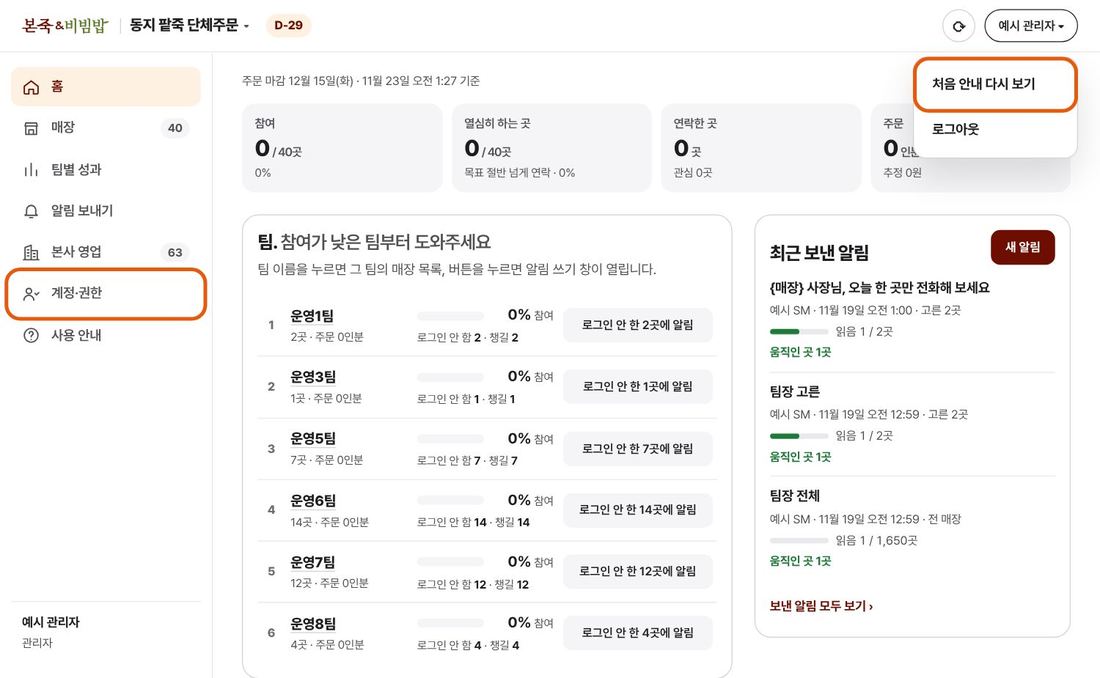 본죽&비빔밥
동지 팥죽 단체주문
D-29
예시 관리자
처음 안내 다시 보기
로그아웃
홈
매장 40
팀별 성과
알림 보내기
본사 영업 63
계정·권한
사용 안내
예시 관리자
관리자
주문 마감 12월 15일(화) · 11월 23일 오전 1:27 기준
참여
0 / 40곳
0%
열심히 하는 곳
0 / 40곳
목표 절반 넘게 연락 · 0%
연락한 곳
0 곳
관심 0곳
주문
0 인분
추정 0원
팀. 참여가 낮은 팀부터 도와주세요
팀 이름을 누르면 그 팀의 매장 목록, 버튼을 누르면 알림 쓰기 창이 열립니다.
1 운영1팀 0% 참여 로그인 안 한 2곳에 알림
2곳 · 주문 0인분 로그인 안 함 2 · 챙길 2
2 운영3팀 0% 참여 로그인 안 한 1곳에 알림
1곳 · 주문 0인분 로그인 안 함 1 · 챙길 1
3 운영5팀 0% 참여 로그인 안 한 7곳에 알림
7곳 · 주문 0인분 로그인 안 함 7 · 챙길 7
4 운영6팀 0% 참여 로그인 안 한 14곳에 알림
14곳 · 주문 0인분 로그인 안 함 14 · 챙길 14
5 운영7팀 0% 참여 로그인 안 한 12곳에 알림
12곳 · 주문 0인분 로그인 안 함 12 · 챙길 12
6 운영8팀 0% 참여 로그인 안 한 4곳에 알림
4곳 · 주문 0인분 로그인 안 함 4 · 챙길 4
최근 보낸 알림
새 알림
{매장} 사장님, 오늘 한 곳만 전화해 보세요
예시 SM · 11월 19일 오전 1:00 · 고른 2곳
읽음 1 / 2곳
움직인 곳 1곳
팀장 고른
예시 SM · 11월 19일 오전 12:59 · 고른 2곳
읽음 1 / 2곳
움직인 곳 1곳
팀장 전체
예시 SM · 11월 19일 오전 12:59 · 전 매장
읽음 1 / 1,650곳
움직인 곳 1곳
보낸 알림 모두 보기 ›